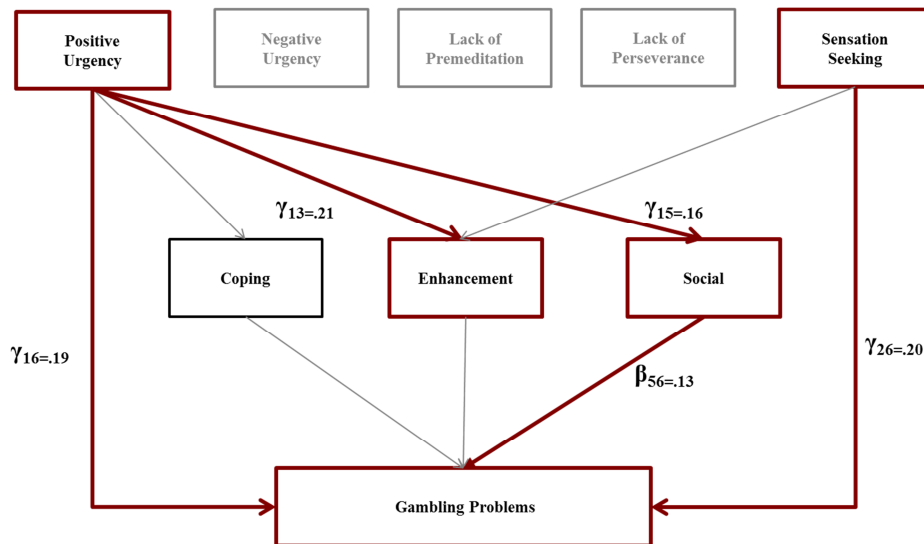 Positive
Urgency
Negative
Urgency
Lack of
Premeditation
Lack of
Perseverance
Sensation
Seeking
γ13=.21
γ15=.16
Coping
Enhancement
Social
γ16=.19
β56=.13
γ26=.20
Gambling Problems